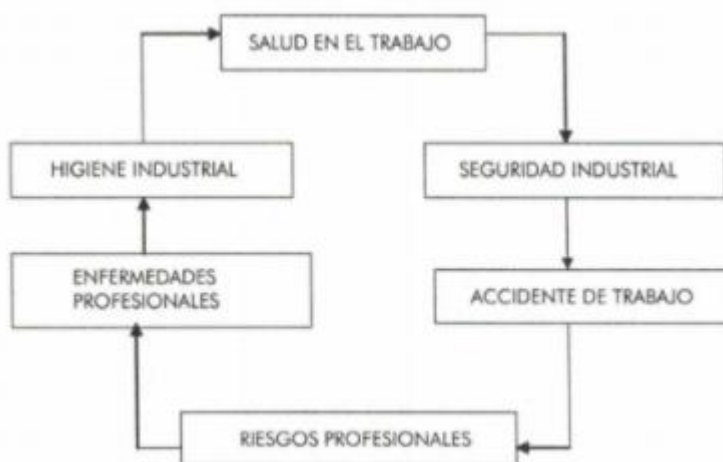 SALUD EN EL TRABAJO
HIGIENE INDUSTRIAL
SEGURIDAD INDUSTRIAL
ENFERMEDADES
PROFESIONALES
ACCIDENTE DE TRABAJO
RIESGOS PROFESIONALES